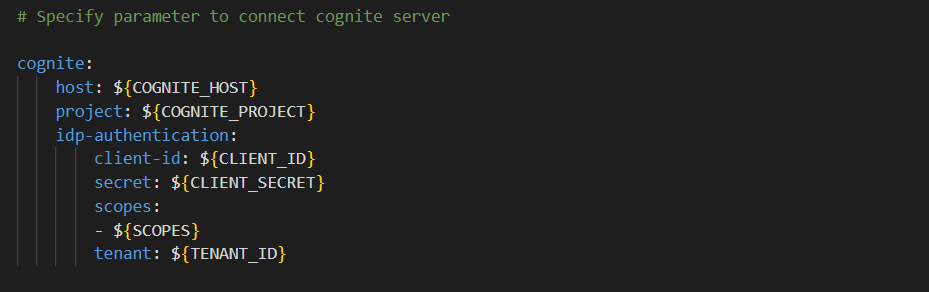 # Specify parameter to connect cognite server
cognite:
host: ${COGNITE_HOST}
project: ${COGNITE_PROJECT}
idp-authentication:
client-id: ${CLIENT_ID}
secret: ${CLIENT_SECRET}
scopes:
- ${SCOPES}
tenant: ${TENANT_ID}